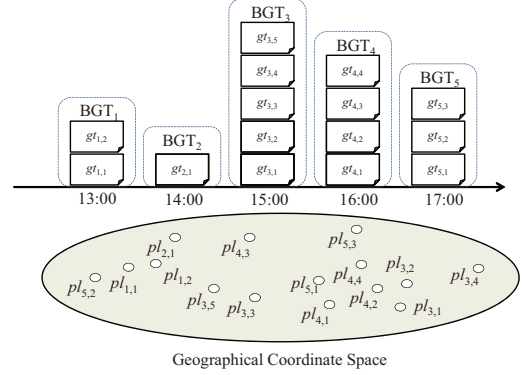 BGT3
BGT4
BGT5
BGT1
BGT2
gt3,5
gt3,4
gt4,4
gt3,3
gt4,3
gt5,3
gt1,2
gt3,2
gt4,2
gt5,2
gt1,1
gt2,1
gt3,1
gt4,1
gt5,1
13:00 14:00 15:00 16:00 17:00
pl2,1
pl4,3
pl5,3
pl5,2
pl1,1
pl1,2
pl3,5
pl3,3
pl5,1
pl4,4
pl3,2
pl3,4
pl4,1
pl4,2
pl3,1
Geographical Coordinate Space